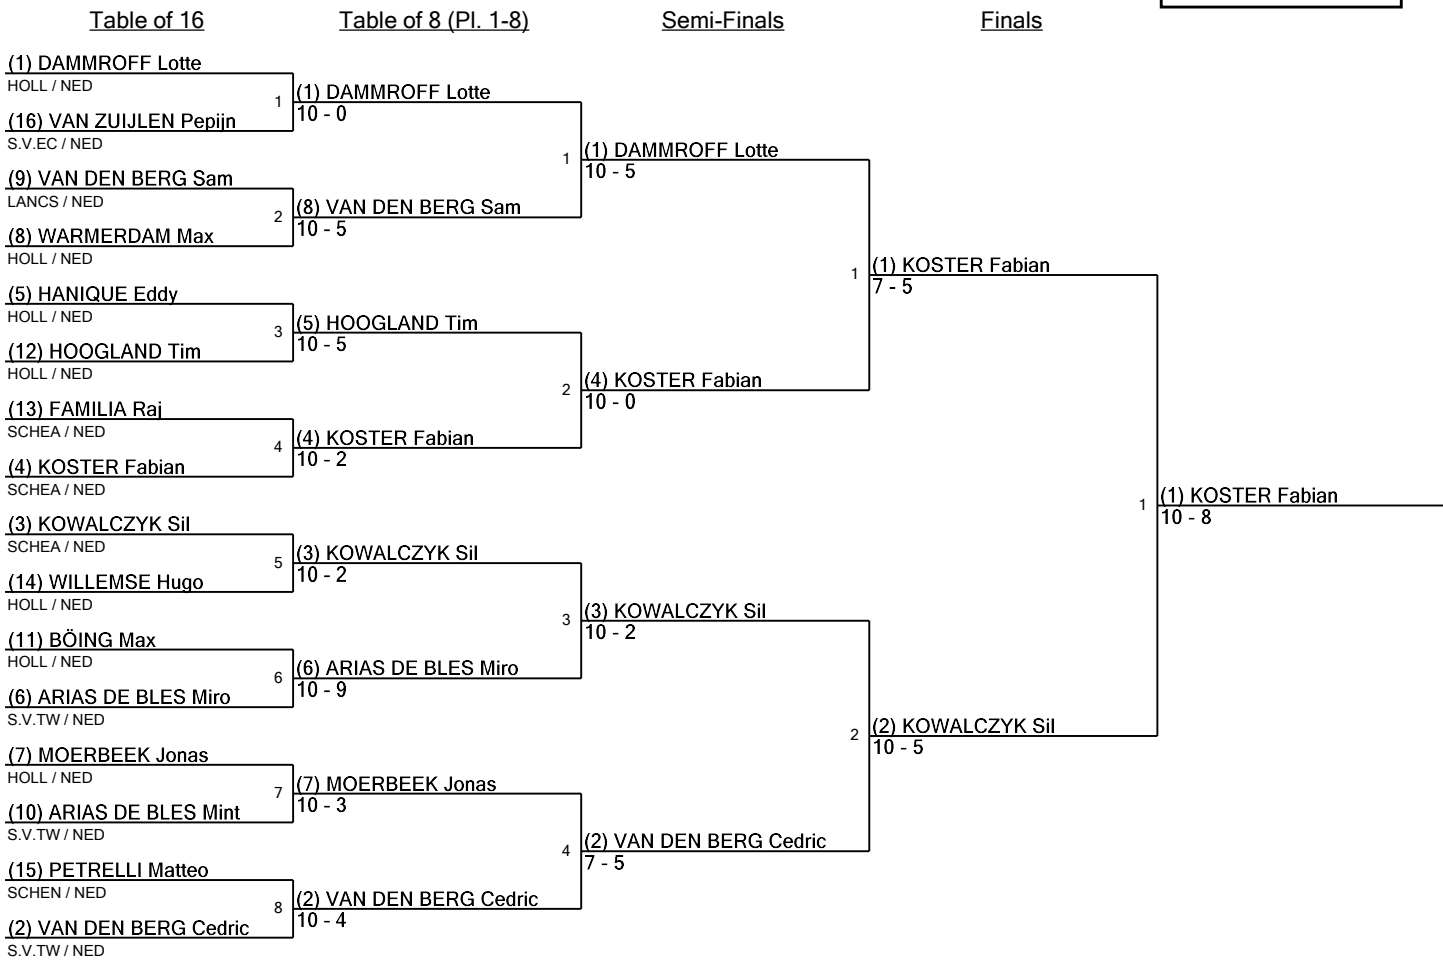 Table of 16
Table of 8 (Pl. 1-8)
Semi-Finals
Finals
(1) DAMMROFF Lotte
HOLL / NED
(16) VAN ZUIJLEN Pepijn
S.V.EC / NED
(9) VAN DEN BERG Sam
LANCS / NED
(8) WARMERDAM Max
HOLL / NED
(5) HANIQUE Eddy
HOLL / NED
(12) HOOGLAND Tim
HOLL / NED
(13) FAMILIA Raj
SCHEA / NED
(4) KOSTER Fabian
SCHEA / NED
(3) KOWALCZYK Sil
SCHEA / NED
(14) WILLEMSE Hugo
HOLL / NED
(11) BÖING Max
HOLL / NED
(6) ARIAS DE BLES Miro
S.V.TW / NED
(7) MOERBEEK Jonas
HOLL / NED
(10) ARIAS DE BLES Mint
S.V.TW / NED
(15) PETRELLI Matteo
SCHEN / NED
(2) VAN DEN BERG Cedric
S.V.TW / NED
1
(1) DAMMROFF Lotte
10 - 0
2
(8) VAN DEN BERG Sam
10 - 5
3
(5) HOOGLAND Tim
10 - 5
4
(4) KOSTER Fabian
10 - 2
5
(3) KOWALCZYK Sil
10 - 2
6
(6) ARIAS DE BLES Miro
10 - 9
7
(7) MOERBEEK Jonas
10 - 3
8
(2) VAN DEN BERG Cedric
10 - 4
1
(1) DAMMROFF Lotte
10 - 5
2
(4) KOSTER Fabian
10 - 0
3
(3) KOWALCZYK Sil
10 - 2
4
(2) VAN DEN BERG Cedric
7 - 5
1
(1) KOSTER Fabian
7 - 5
2
(2) KOWALCZYK Sil
10 - 5
1
(1) KOSTER Fabian
10 - 8